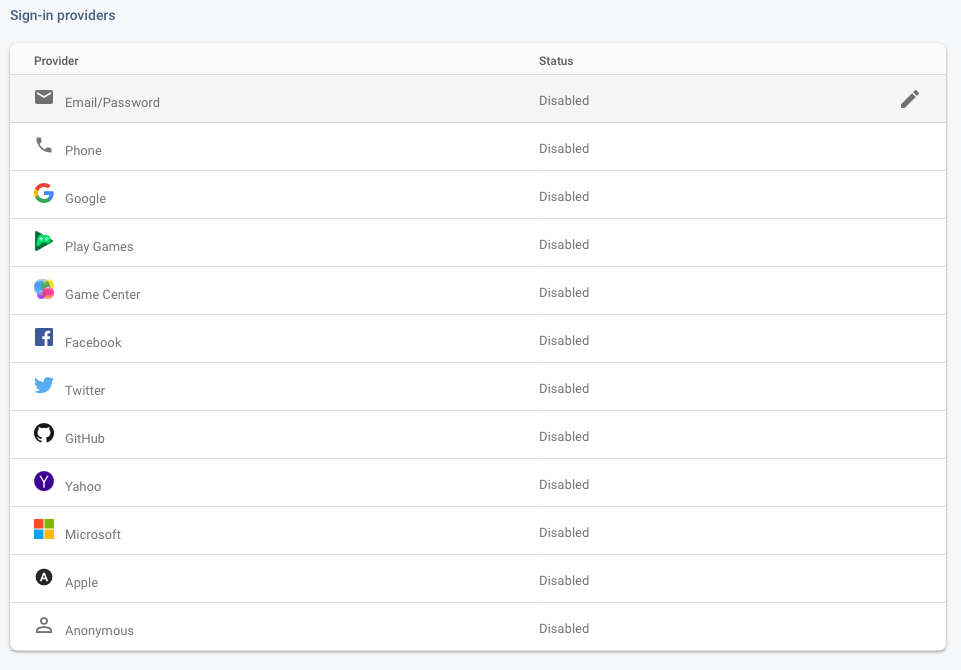 Sign-in providers
Provider Status
Email/Password Disabled
Phone Disabled
Google Disabled
Play Games Disabled
Game Center Disabled
Facebook Disabled
Twitter Disabled
GitHub Disabled
Yahoo Disabled
Microsoft Disabled
Apple Disabled
Anonymous Disabled